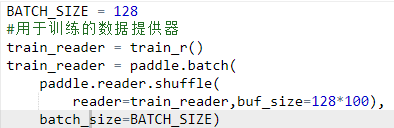 BATCH_SIZE = 128
#用于训练的数据提供器
train_reader = train_r()
train_reader = paddle.batch(
    paddle.reader.shuffle(
        reader=train_reader,buf_size=128*100),
    batch_size=BATCH_SIZE)